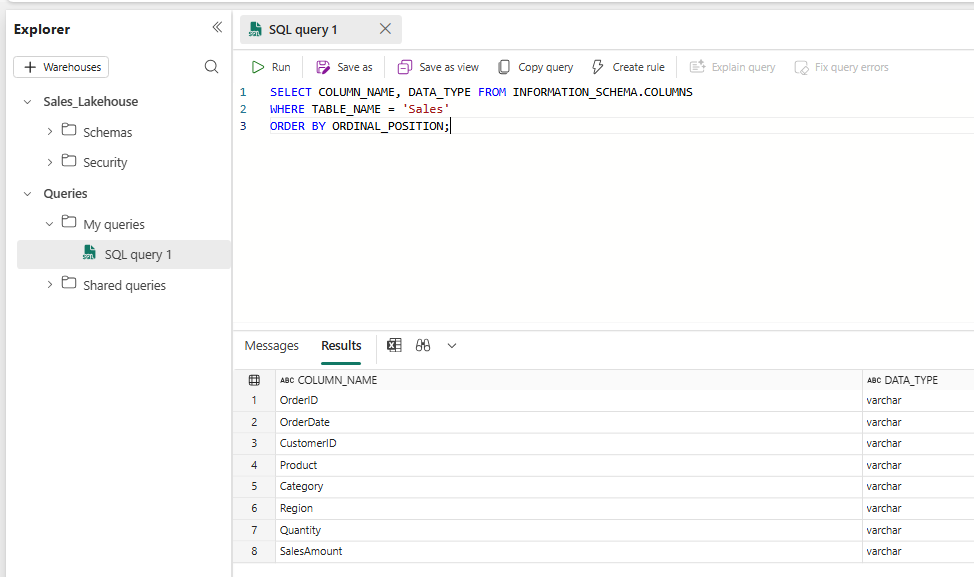 Explorer
SQL query 1
Warehouses
Run Save as Save as view Copy query Create rule Explain query Fix query errors
Sales_Lakehouse
Schemas
Security
Queries
My queries
SQL query 1
Shared queries
1 SELECT COLUMN_NAME, DATA_TYPE FROM INFORMATION_SCHEMA.COLUMNS
2 WHERE TABLE_NAME = 'Sales'
3 ORDER BY ORDINAL_POSITION;
Messages Results
ABC COLUMN_NAME ABC DATA_TYPE
1 OrderID varchar
2 OrderDate varchar
3 CustomerID varchar
4 Product varchar
5 Category varchar
6 Region varchar
7 Quantity varchar
8 SalesAmount varchar